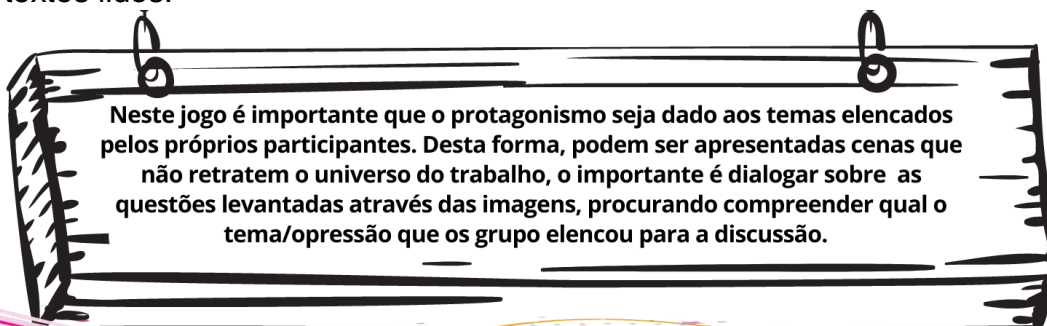 textos lidos.
Neste jogo é importante que o protagonismo seja dado aos temas elencados
pelos próprios participantes. Desta forma, podem ser apresentadas cenas que
não retratem o universo do trabalho, o importante é dialogar sobre as
questões levantadas através das imagens, procurando compreender qual o
tema/opressão que os grupo elencou para a discussão.